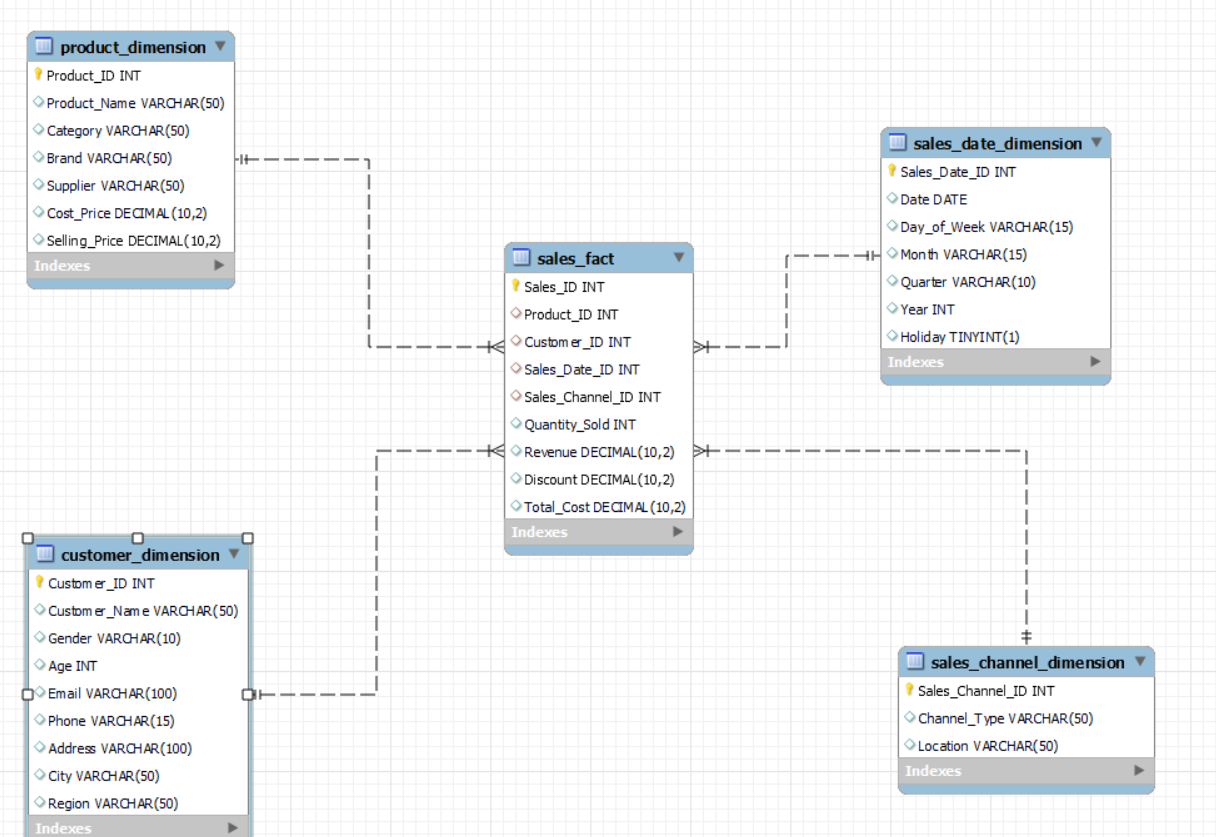 product_dimension
Product_ID INT
Product_Name VARCHAR(50)
Category VARCHAR(50)
Brand VARCHAR(50)
Supplier VARCHAR(50)
Cost_Price DECIMAL(10,2)
Selling_Price DECIMAL(10,2)
Indexes
sales_date_dimension
Sales_Date_ID INT
Date DATE
Day_of_Week VARCHAR(15)
Month VARCHAR(15)
Quarter VARCHAR(10)
Year INT
Holiday TINYINT(1)
Indexes
sales_fact
Sales_ID INT
Product_ID INT
Customer_ID INT
Sales_Date_ID INT
Sales_Channel_ID INT
Quantity_Sold INT
Revenue DECIMAL(10,2)
Discount DECIMAL(10,2)
Total_Cost DECIMAL(10,2)
Indexes
customer_dimension
Customer_ID INT
Customer_Name VARCHAR(50)
Gender VARCHAR(10)
Age INT
Email VARCHAR(100)
Phone VARCHAR(15)
Address VARCHAR(100)
City VARCHAR(50)
Region VARCHAR(50)
Indexes
sales_channel_dimension
Sales_Channel_ID INT
Channel_Type VARCHAR(50)
Location VARCHAR(50)
Indexes